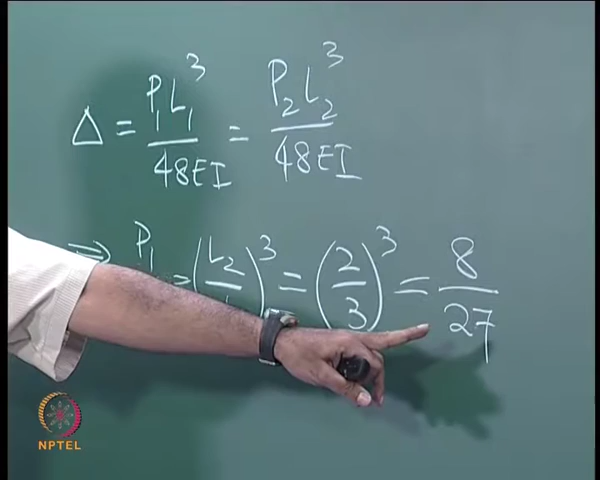 Δ = P₁L₁³/48EI = P₂L₂³/48EI
⇒ P₁ = (L₂/)³ = (2/3)³ = 8/27
NPTEL